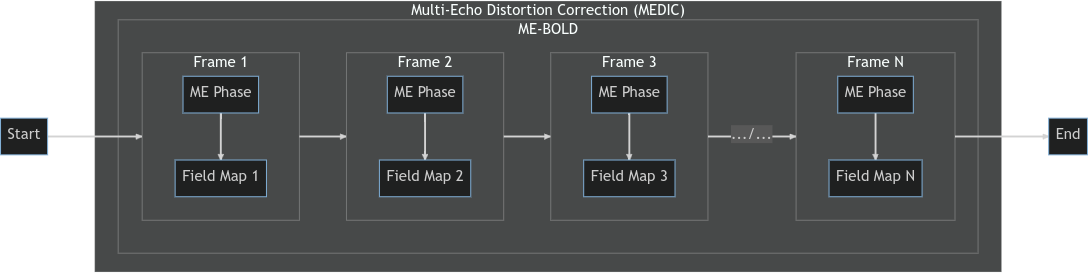 Multi-Echo Distortion Correction (MEDIC)
ME-BOLD
Frame 1
Frame 2
Frame 3
Frame N
ME Phase
ME Phase
ME Phase
ME Phase
Start
.../...
End
Field Map 1
Field Map 2
Field Map 3
Field Map N